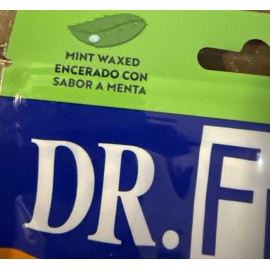 MINT WAXED
ENCERADO CON
SABOR A MENTA
DR. F